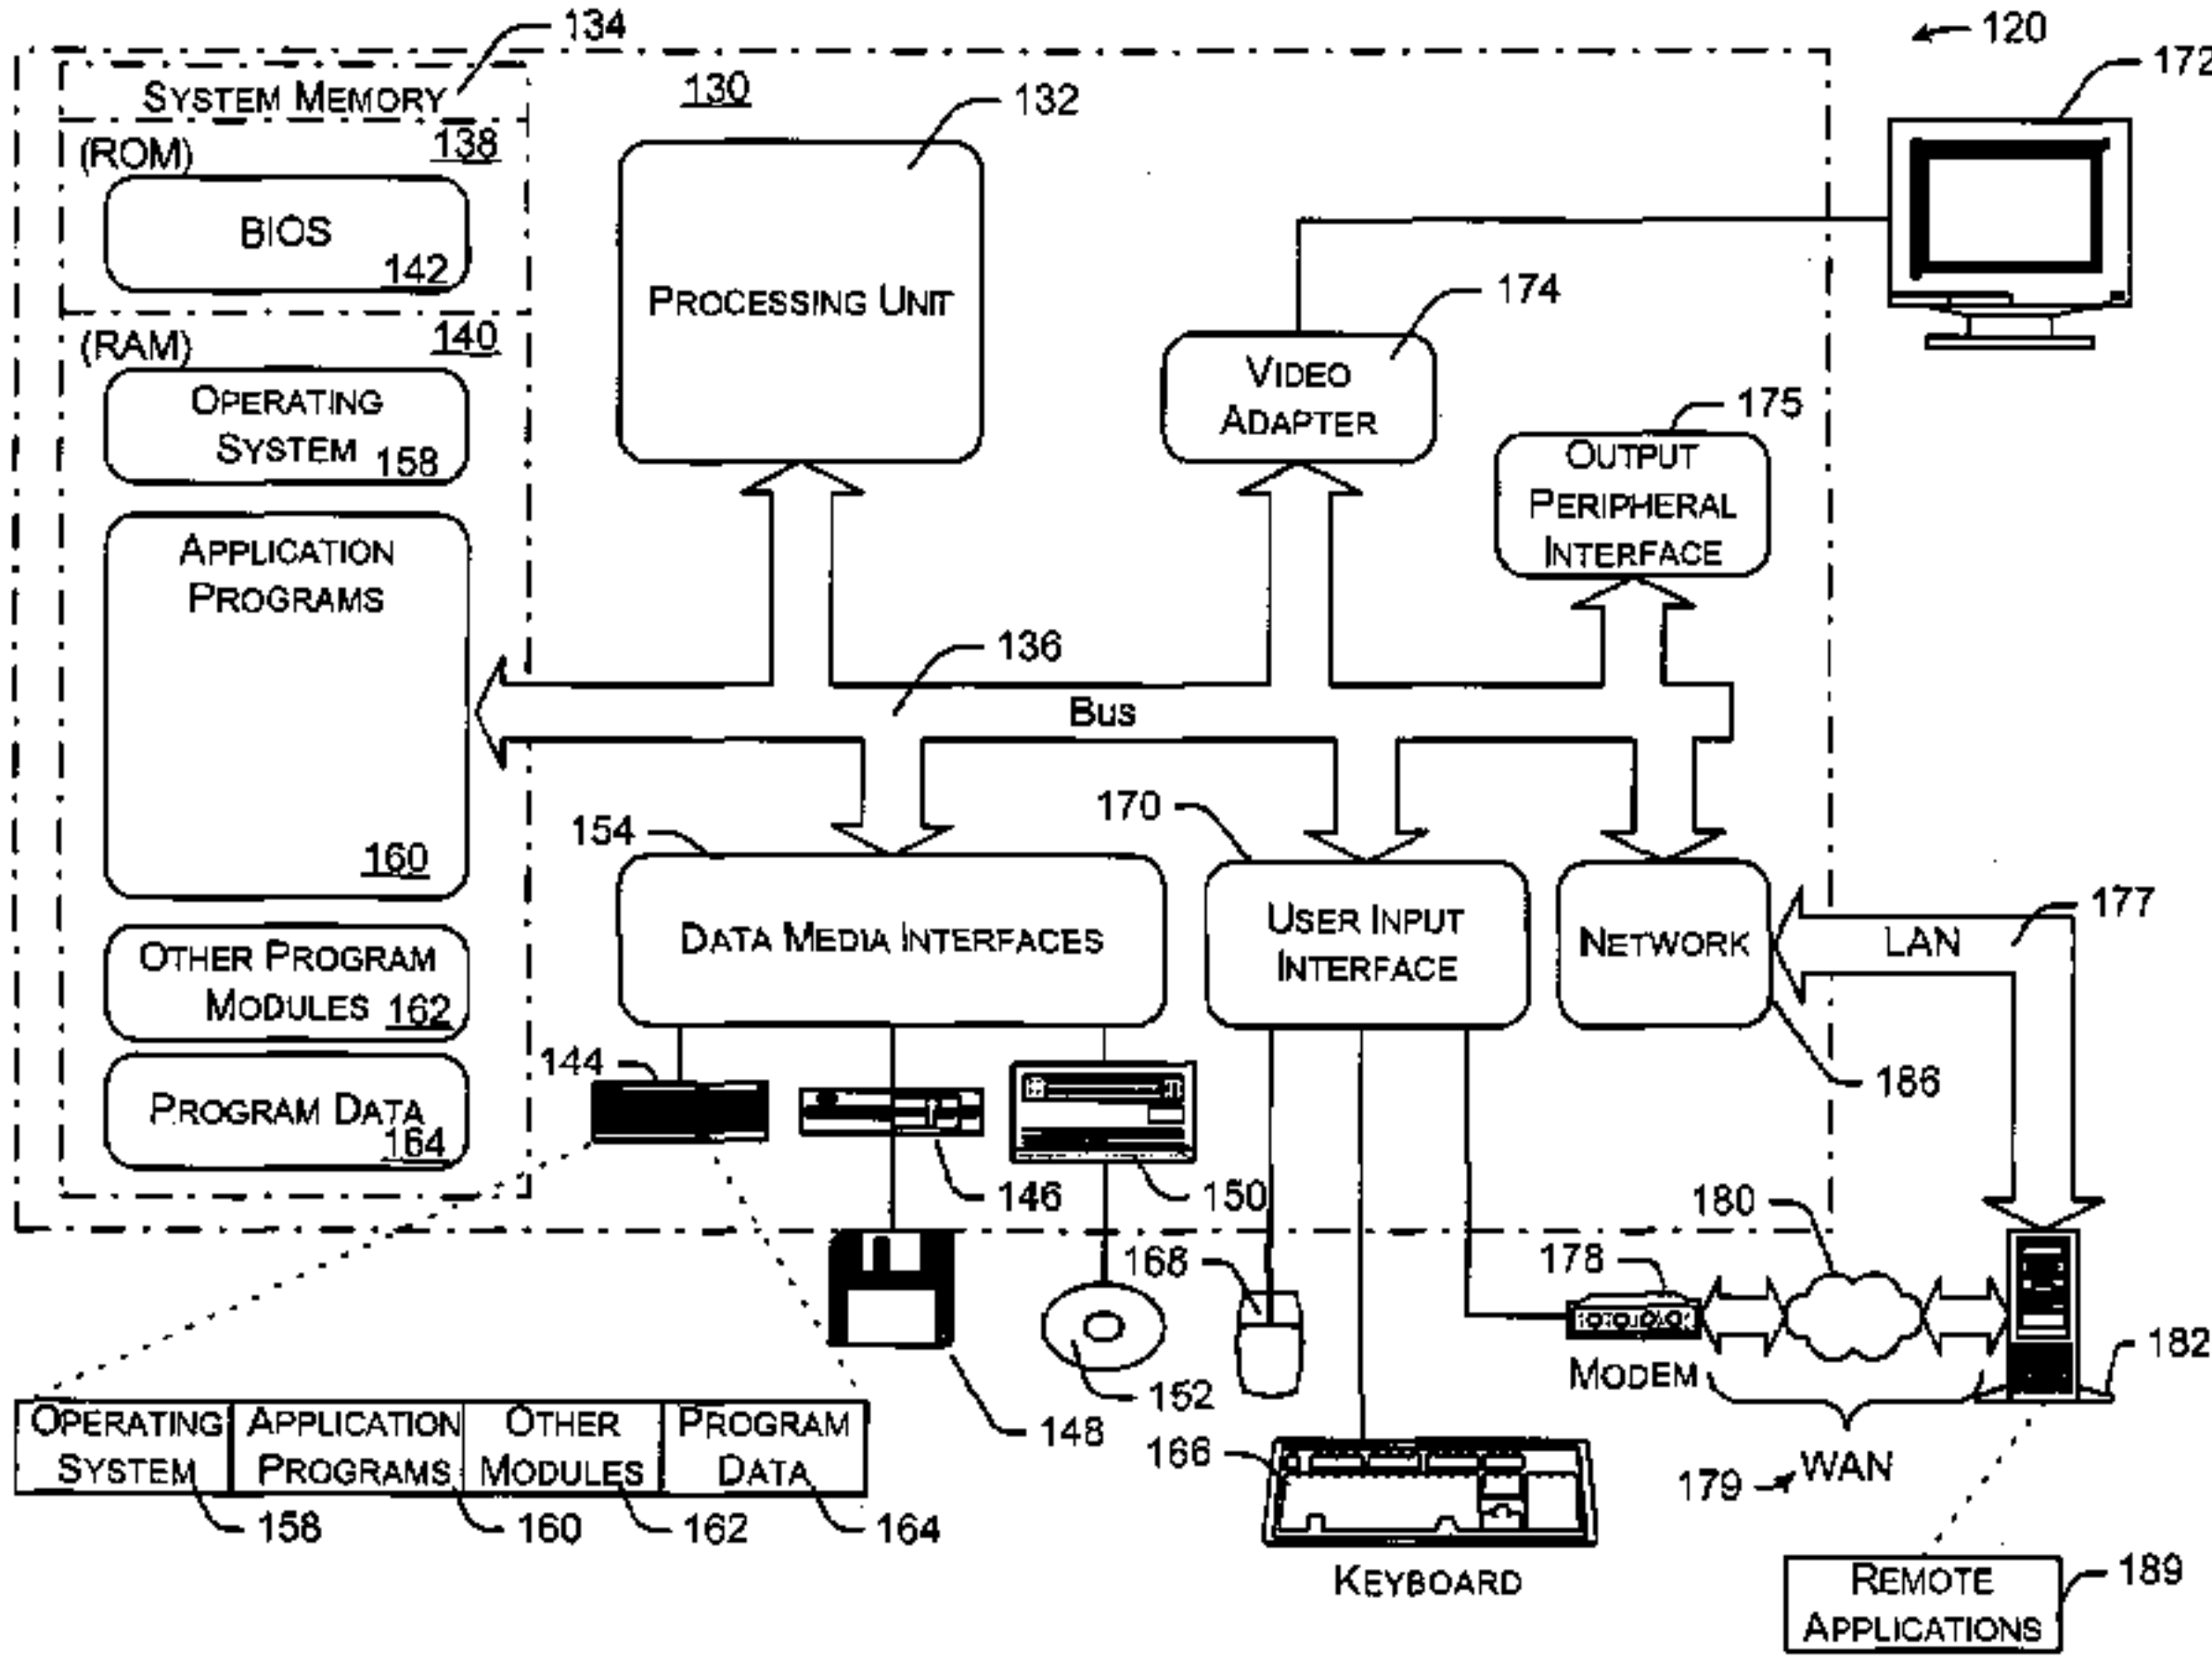 134
120
172
SYSTEM MEMORY
130
132
(ROM)
138
BIOS
142
PROCESSING UNIT
174
(RAM)
140
VIDEO
ADAPTER
OPERATING
SYSTEM
158
175
OUTPUT
PERIPHERAL
INTERFACE
APPLICATION
PROGRAMS
160
136
BUS
154
170
177
DATA MEDIA INTERFACES
USER INPUT
INTERFACE
NETWORK
LAN
186
OTHER PROGRAM
MODULES
162
PROGRAM DATA
164
144
146
150
180
168
178
152
148
MODEM
182
WAN
179
OPERATING
SYSTEM
APPLICATION
PROGRAMS
OTHER
MODULES
PROGRAM
DATA
158
160
162
164
166
KEYBOARD
REMOTE
APPLICATIONS
189